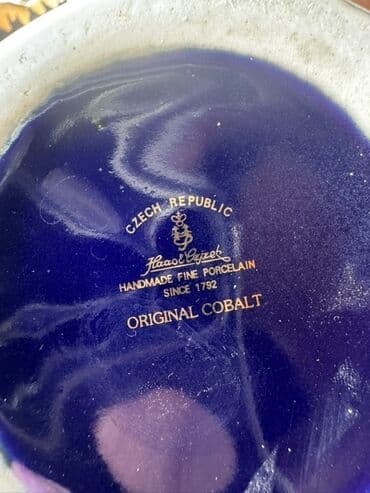 CZECH REPUBLIC
Haas & Czjzek
HANDMADE FINE PORCELAIN
SINCE 1792
ORIGINAL COBALT